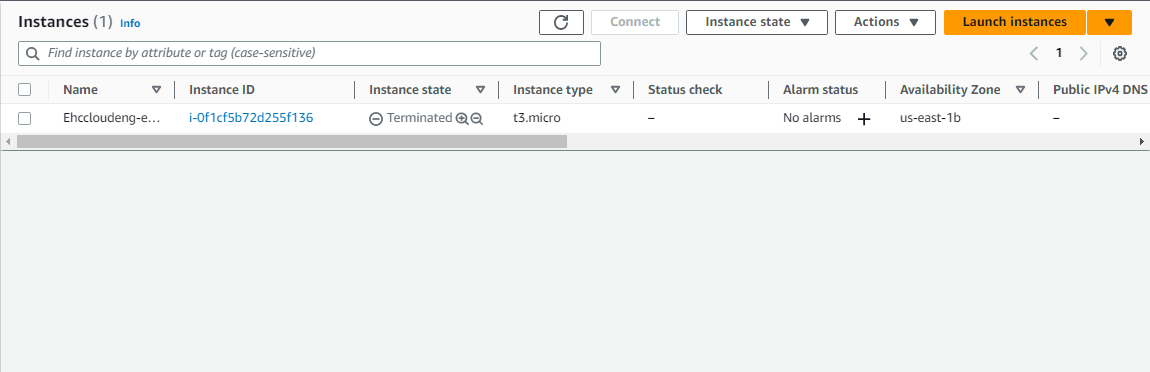 Instances (1) Info Connect Instance state Actions Launch instances
Find instance by attribute or tag (case-sensitive) 1
Name Instance ID Instance state Instance type Status check Alarm status Availability Zone Public IPv4 DNS
Ehccloudeng-e... i-0f1cf5b72d255f136 Terminated t3.micro – No alarms + us-east-1b –